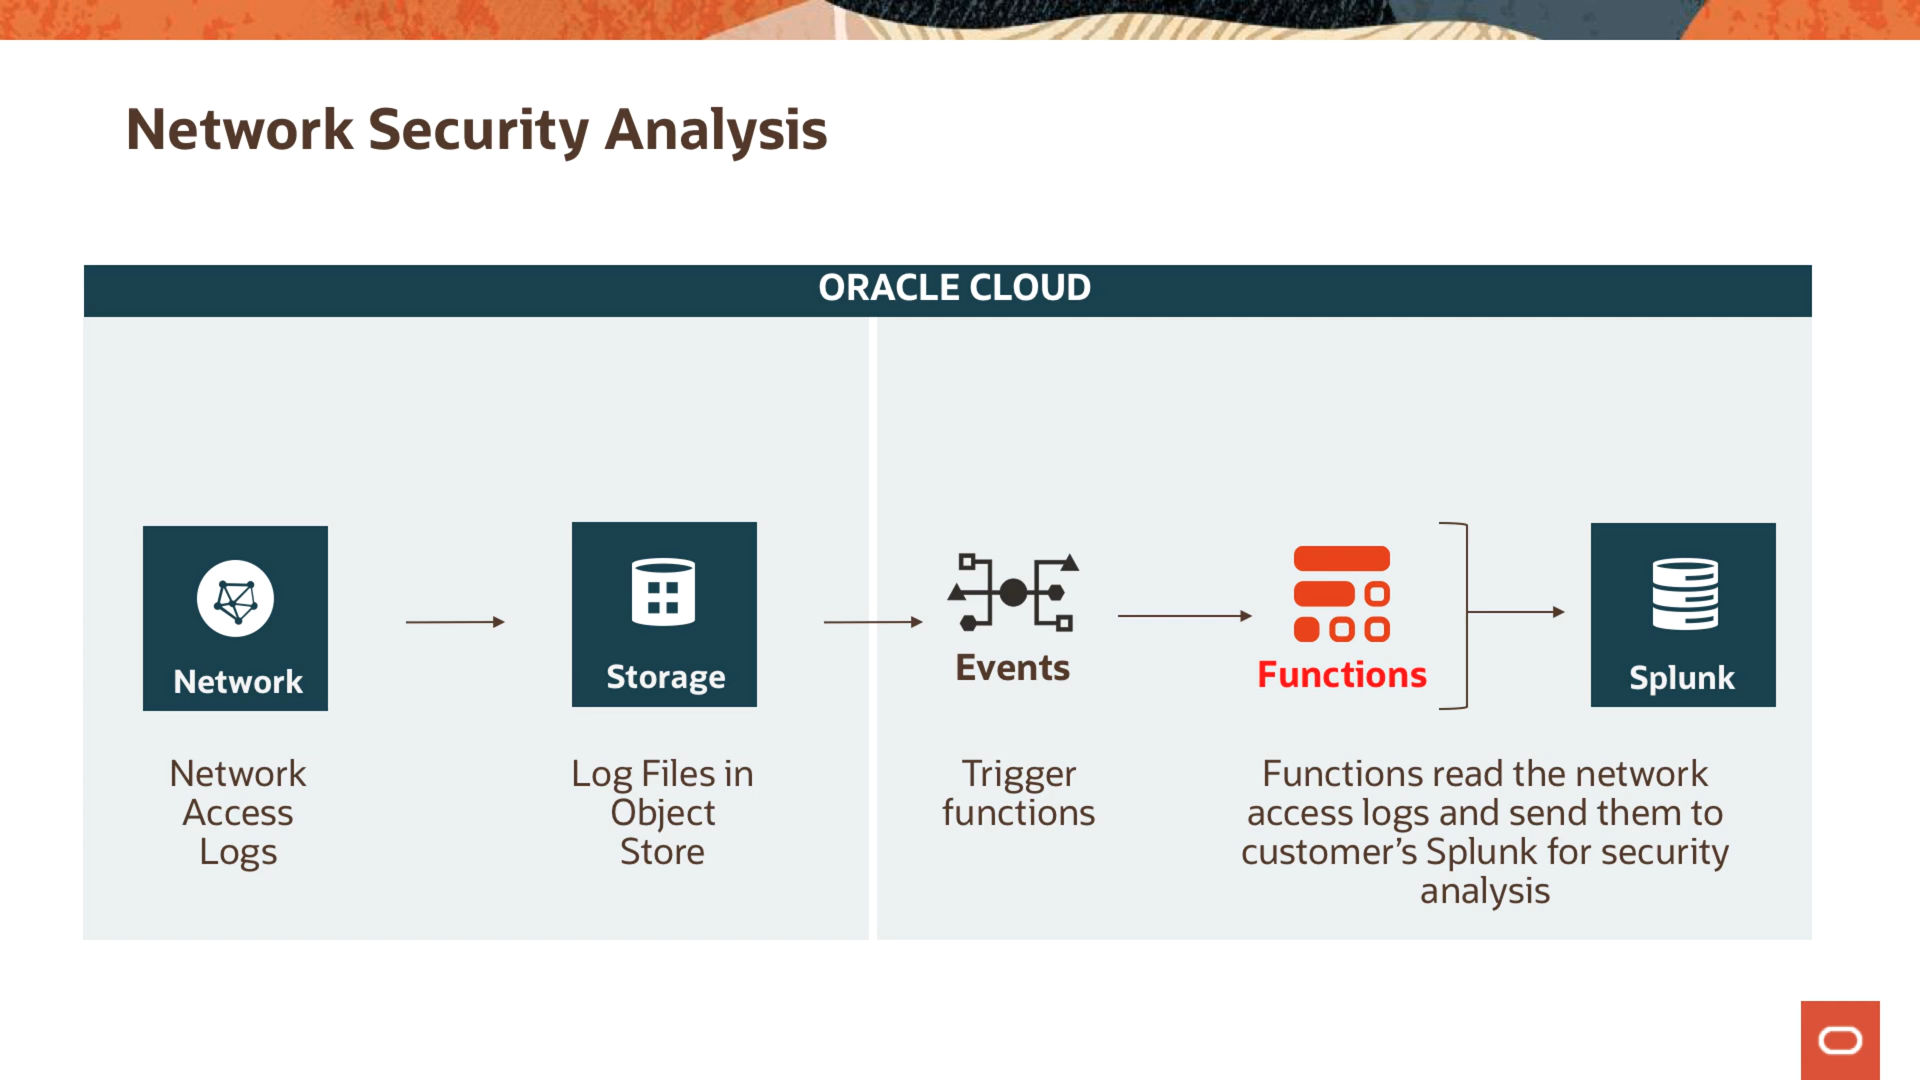 Network Security Analysis
ORACLE CLOUD
Network
Storage
Events
Functions
Splunk
Network
Access
Logs
Log Files in
Object
Store
Trigger
functions
Functions read the network
access logs and send them to
customer’s Splunk for security
analysis